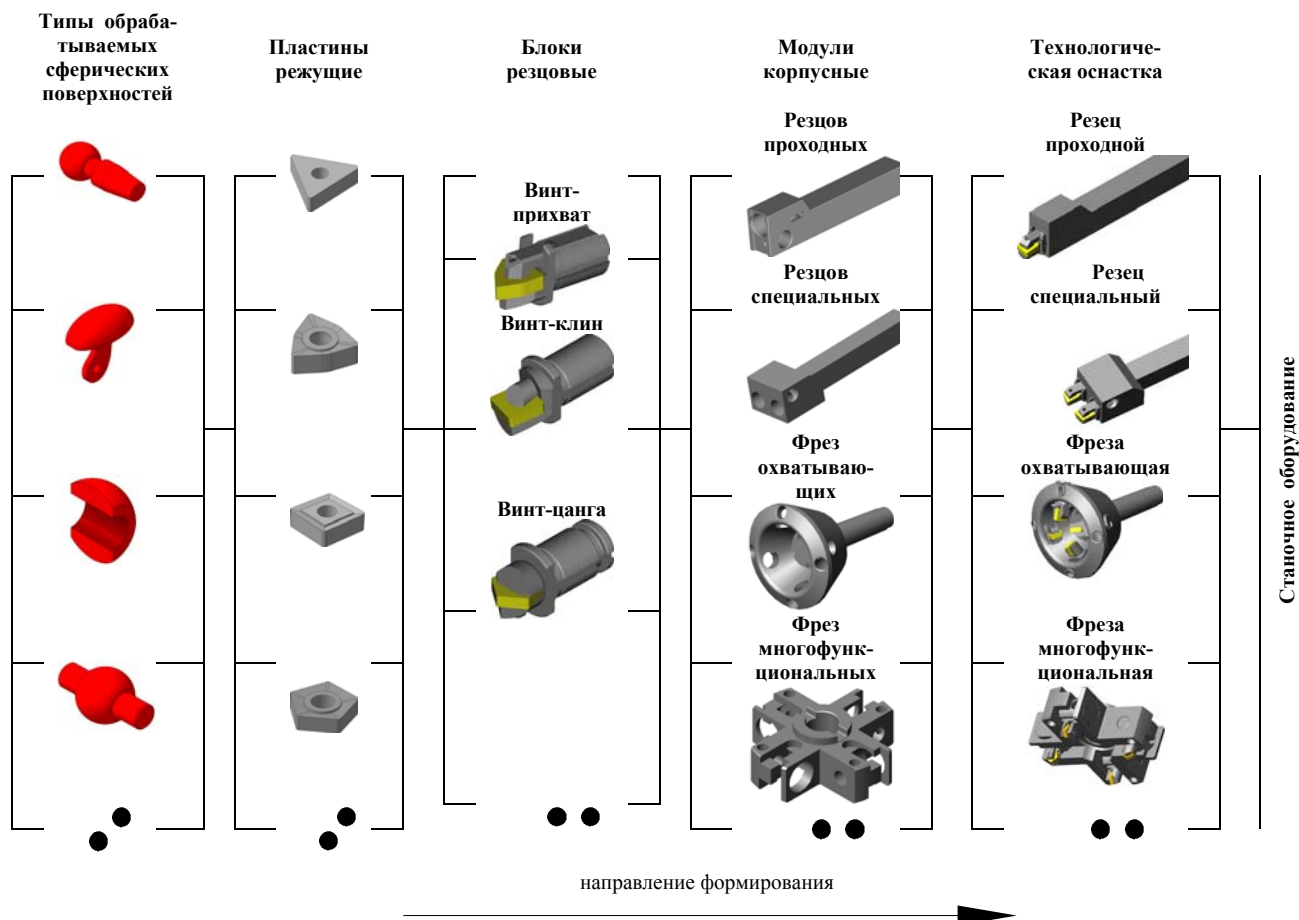 Типы обраба-
тываемых
сферических
поверхностей
Пластины
режущие
Блоки
резцовые
Модули
корпусные
Технологиче-
ская оснастка
Винт-
прихват
Винт-клин
Винт-цанга
Резцов
проходных
Резцов
специальных
Фрез
охватываю-
щих
Фрез
многофунк-
циональных
Резец
проходной
Резец
специальный
Фреза
охватывающая
Фреза
многофунк-
циональная
Станочное оборудование
направление формирования